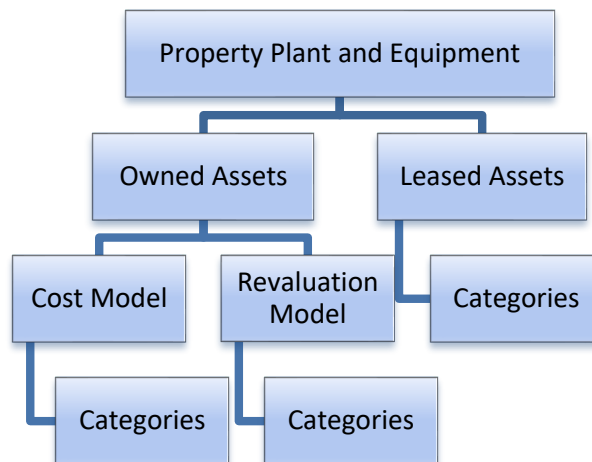 Property Plant and Equipment
Owned Assets
Leased Assets
Cost Model
Revaluation
Model
Categories
Categories
Categories